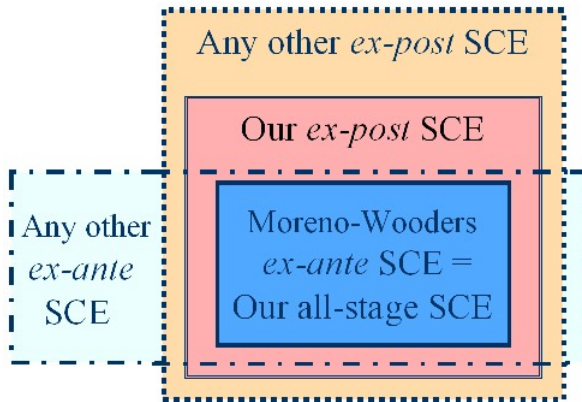 Any other ex-post SCE
Our ex-post SCE
Any other
ex-ante
SCE
Moreno-Wooders
ex-ante SCE =
Our all-stage SCE